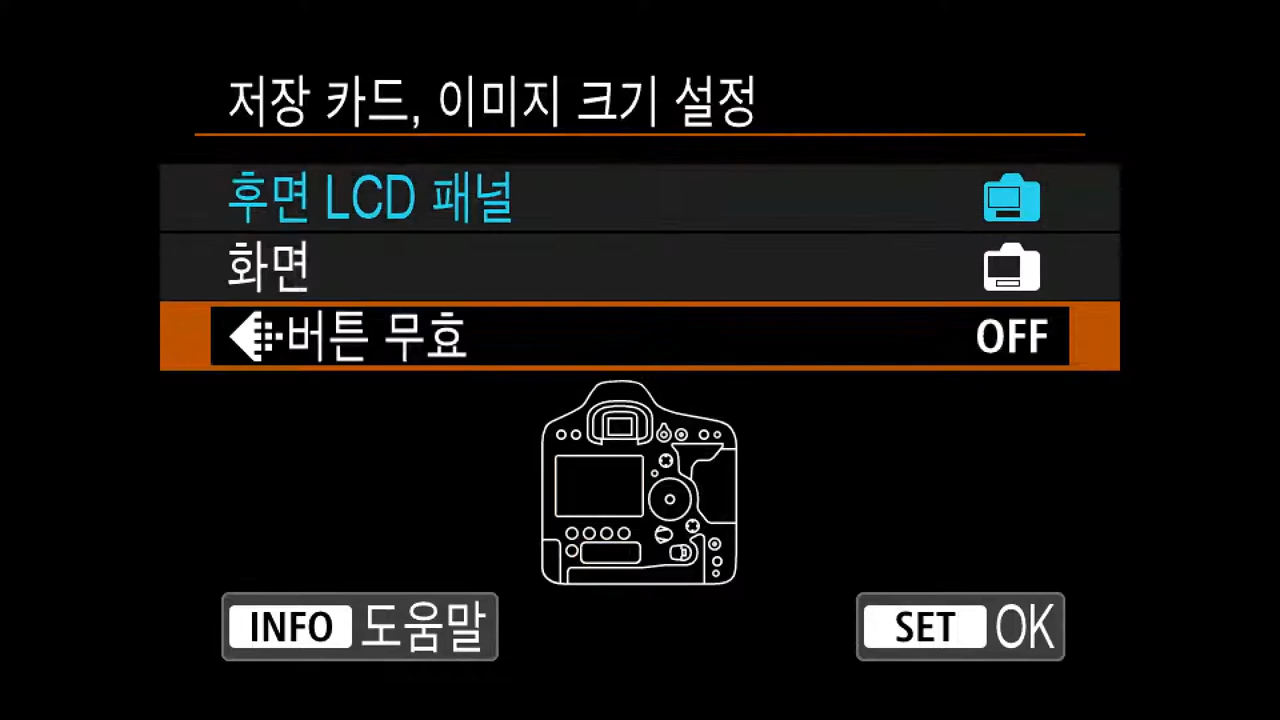 저장 카드, 이미지 크기 설정
후면 LCD 패널
화면
버튼 무효 OFF
INFO 도움말 SET OK